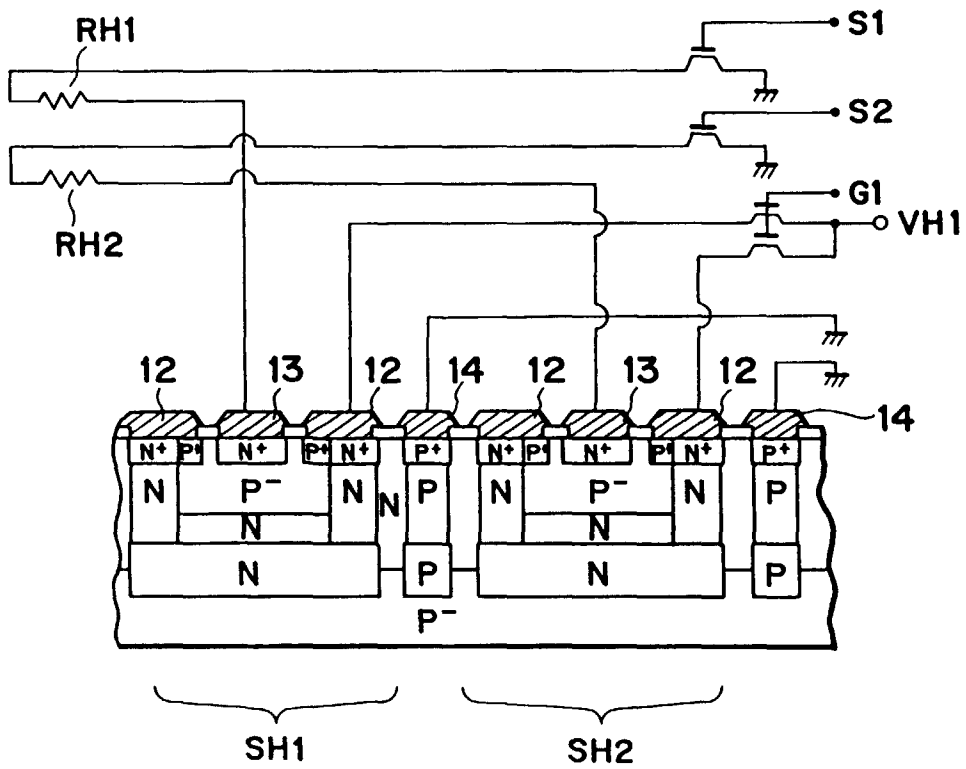 RH1
S1
S2
G1
RH2
VH1
12 13 12 14 12 13 12 14
N+ P+ N+ P+ N+ P+ N+ P+ N+ P+ N+ P+
N P- N N P N P- N P
N N
N P N P
P-
SH1 SH2